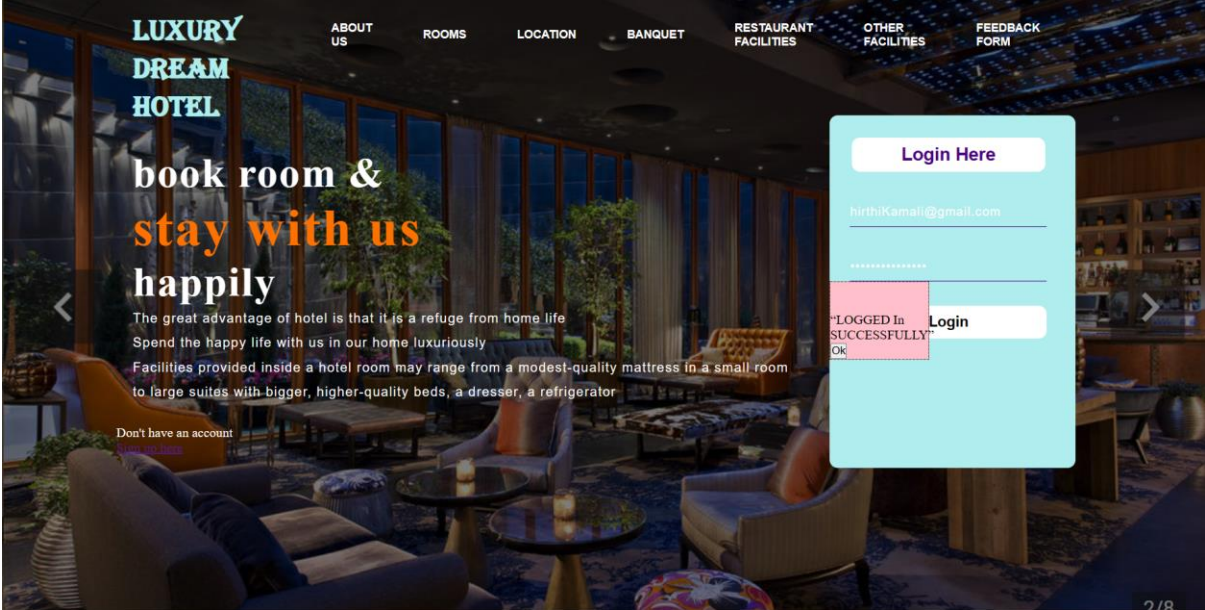 LUXURY
DREAM
HOTEL
ABOUT
US
ROOMS
LOCATION
BANQUET
RESTAURANT
FACILITIES
OTHER
FACILITIES
FEEDBACK
FORM
book room &
stay with us
happily
The great advantage of hotel is that it is a refuge from home life
Spend the happy life with us in our home luxuriously
Facilities provided inside a hotel room may range from a modest-quality mattress in a small room
to large suites with bigger, higher-quality beds, a dresser, a refrigerator
Don't have an account
Sign up here
Login Here
hirthiKamali@gmail.com
“LOGGED In
SUCCESSFULLY”
Ok
Login
2/8